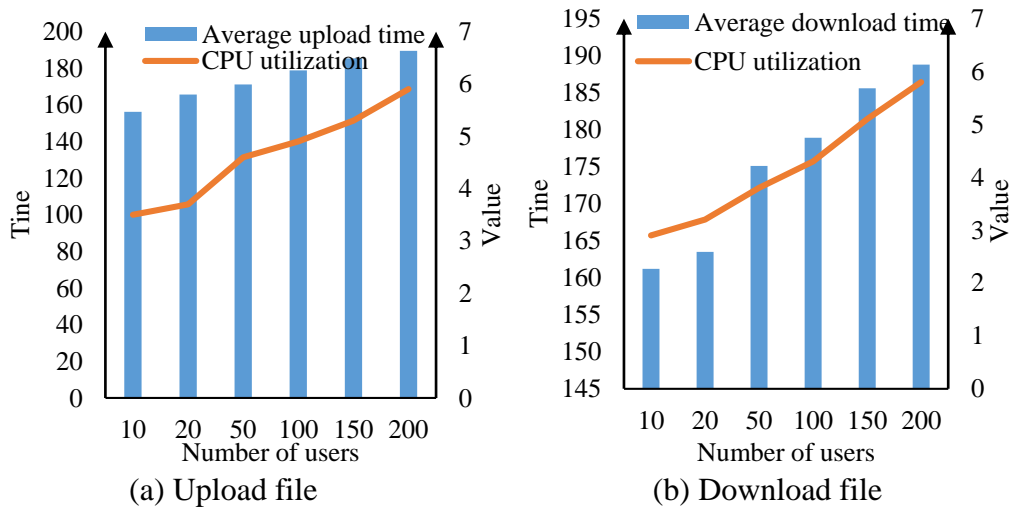 200
180
160
140
120
100
80
60
40
20
0
Tine
Average upload time
CPU utilization
7
6
5
4
3
2
1
0
Value
10 20 50 100 150 200
Number of users
(a) Upload file
195
190
185
180
175
170
165
160
155
150
145
Tine
Average download time
CPU utilization
7
6
5
4
3
2
1
0
Value
10 20 50 100 150 200
Number of users
(b) Download file